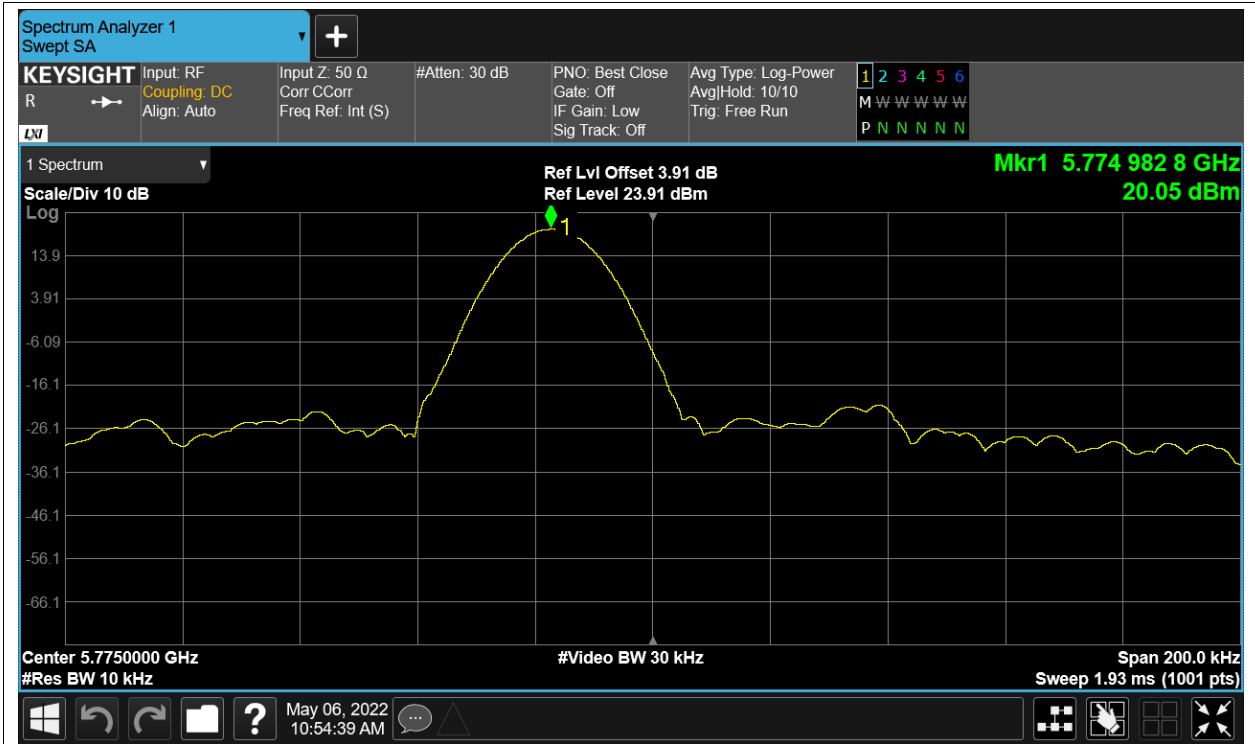 Spectrum Analyzer 1
Swept SA
KEYSIGHT
R
LXI
Input: RF
Coupling: DC
Align: Auto
Input Z: 50 Ω
Corr CCorr
Freq Ref: Int (S)
#Atten: 30 dB
PNO: Best Close
Gate: Off
IF Gain: Low
Sig Track: Off
Avg Type: Log-Power
Avg|Hold: 10/10
Trig: Free Run
1 2 3 4 5 6
M W W W W W W
P N N N N N N
1 Spectrum
Scale/Div 10 dB
Log
Ref Lvl Offset 3.91 dB
Ref Level 23.91 dBm
Mkr1 5.774 982 8 GHz
20.05 dBm
1
13.9
3.91
-6.09
-16.1
-26.1
-36.1
-46.1
-56.1
-66.1
Center 5.7750000 GHz
#Res BW 10 kHz
#Video BW 30 kHz
Span 200.0 kHz
Sweep 1.93 ms (1001 pts)
?
May 06, 2022
10:54:39 AM